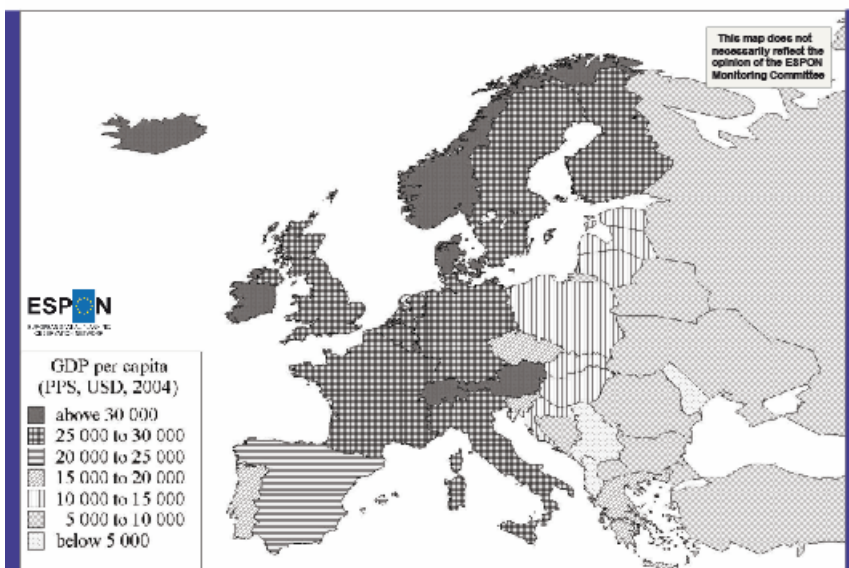 This map does not
necessarily reflect the
opinion of the ESPON
Monitoring Committee
ESPON
GDP per capita
(PPS, USD, 2004)
above 30 000
25 000 to 30 000
20 000 to 25 000
15 000 to 20 000
10 000 to 15 000
5 000 to 10 000
below 5 000